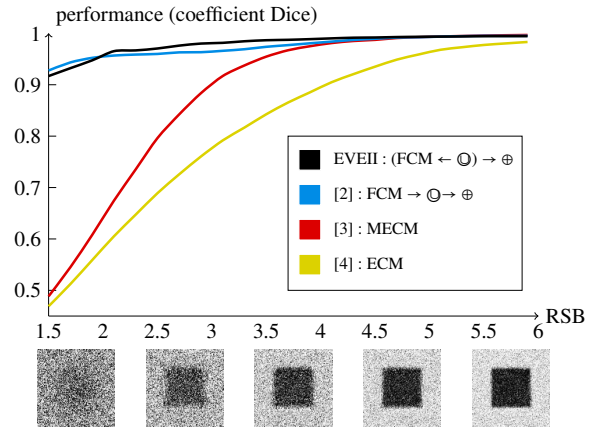 performance (coefficient Dice)
1
0.9
0.8
0.7
0.6
0.5
EVEII : (FCM ← 𝕆) → ⊕
[2] : FCM → 𝕆 → ⊕
[3] : MECM
[4] : ECM
1.5 2 2.5 3 3.5 4 4.5 5 5.5 6 RSB